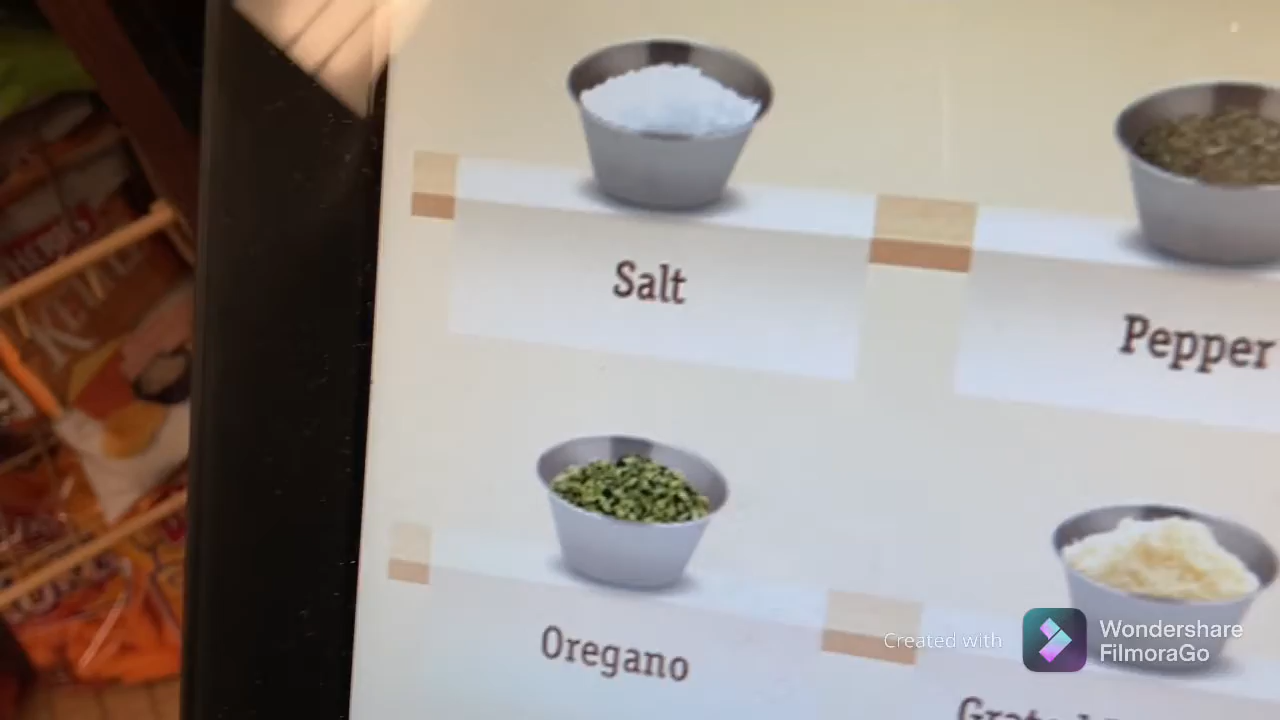 Salt
Pepper
Oregano
Created with
Wondershare
FilmoraGo